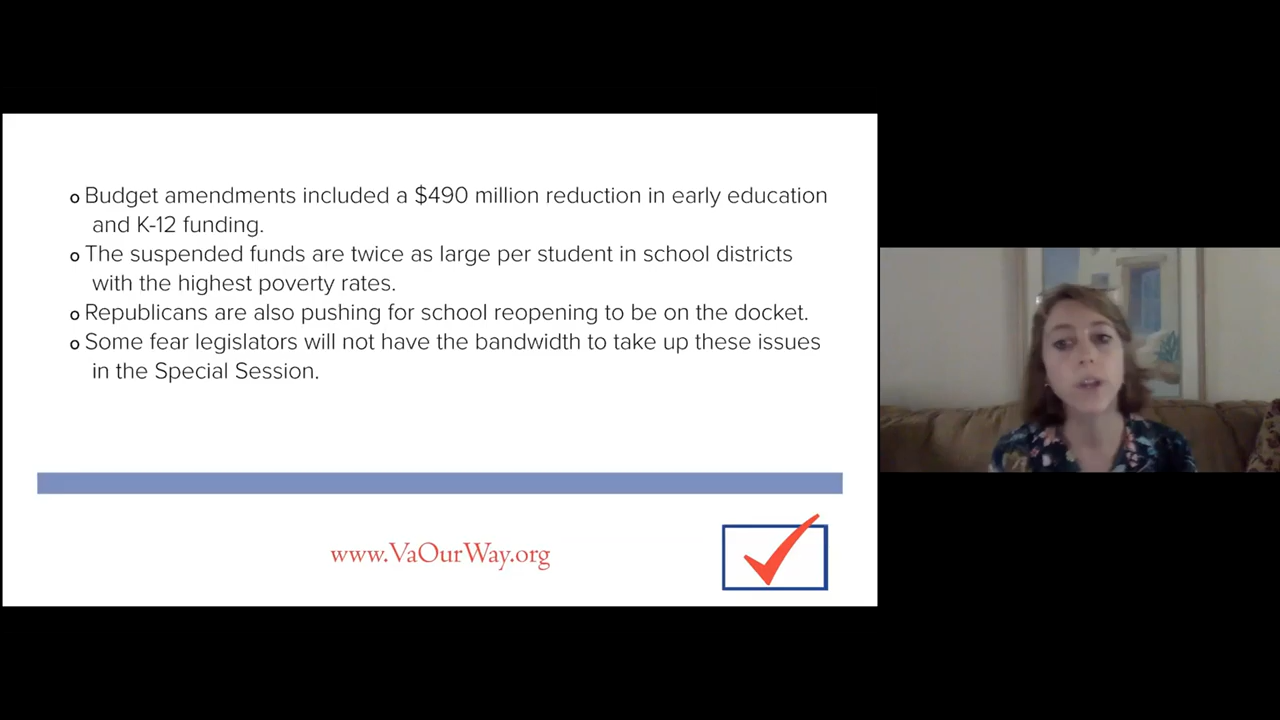 o Budget amendments included a $490 million reduction in early education
and K-12 funding.
o The suspended funds are twice as large per student in school districts
with the highest poverty rates.
o Republicans are also pushing for school reopening to be on the docket.
o Some fear legislators will not have the bandwidth to take up these issues
in the Special Session.
www.VaOurWay.org